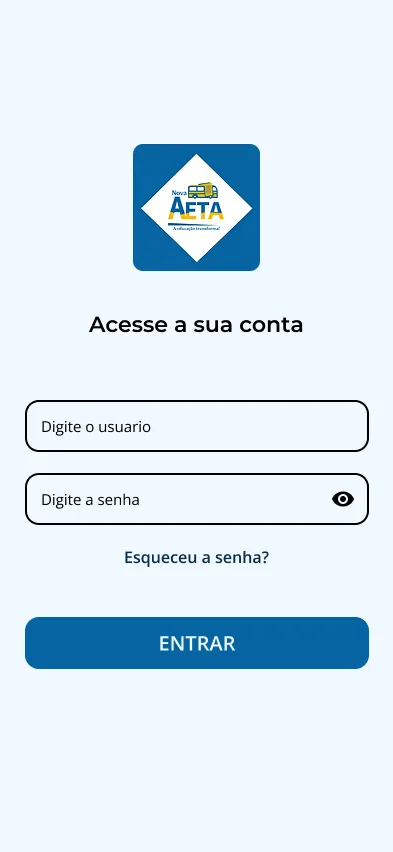 Nova
AETA
A educação transforma!
Acesse a sua conta
Digite o usuario
Digite a senha
Esqueceu a senha?
ENTRAR